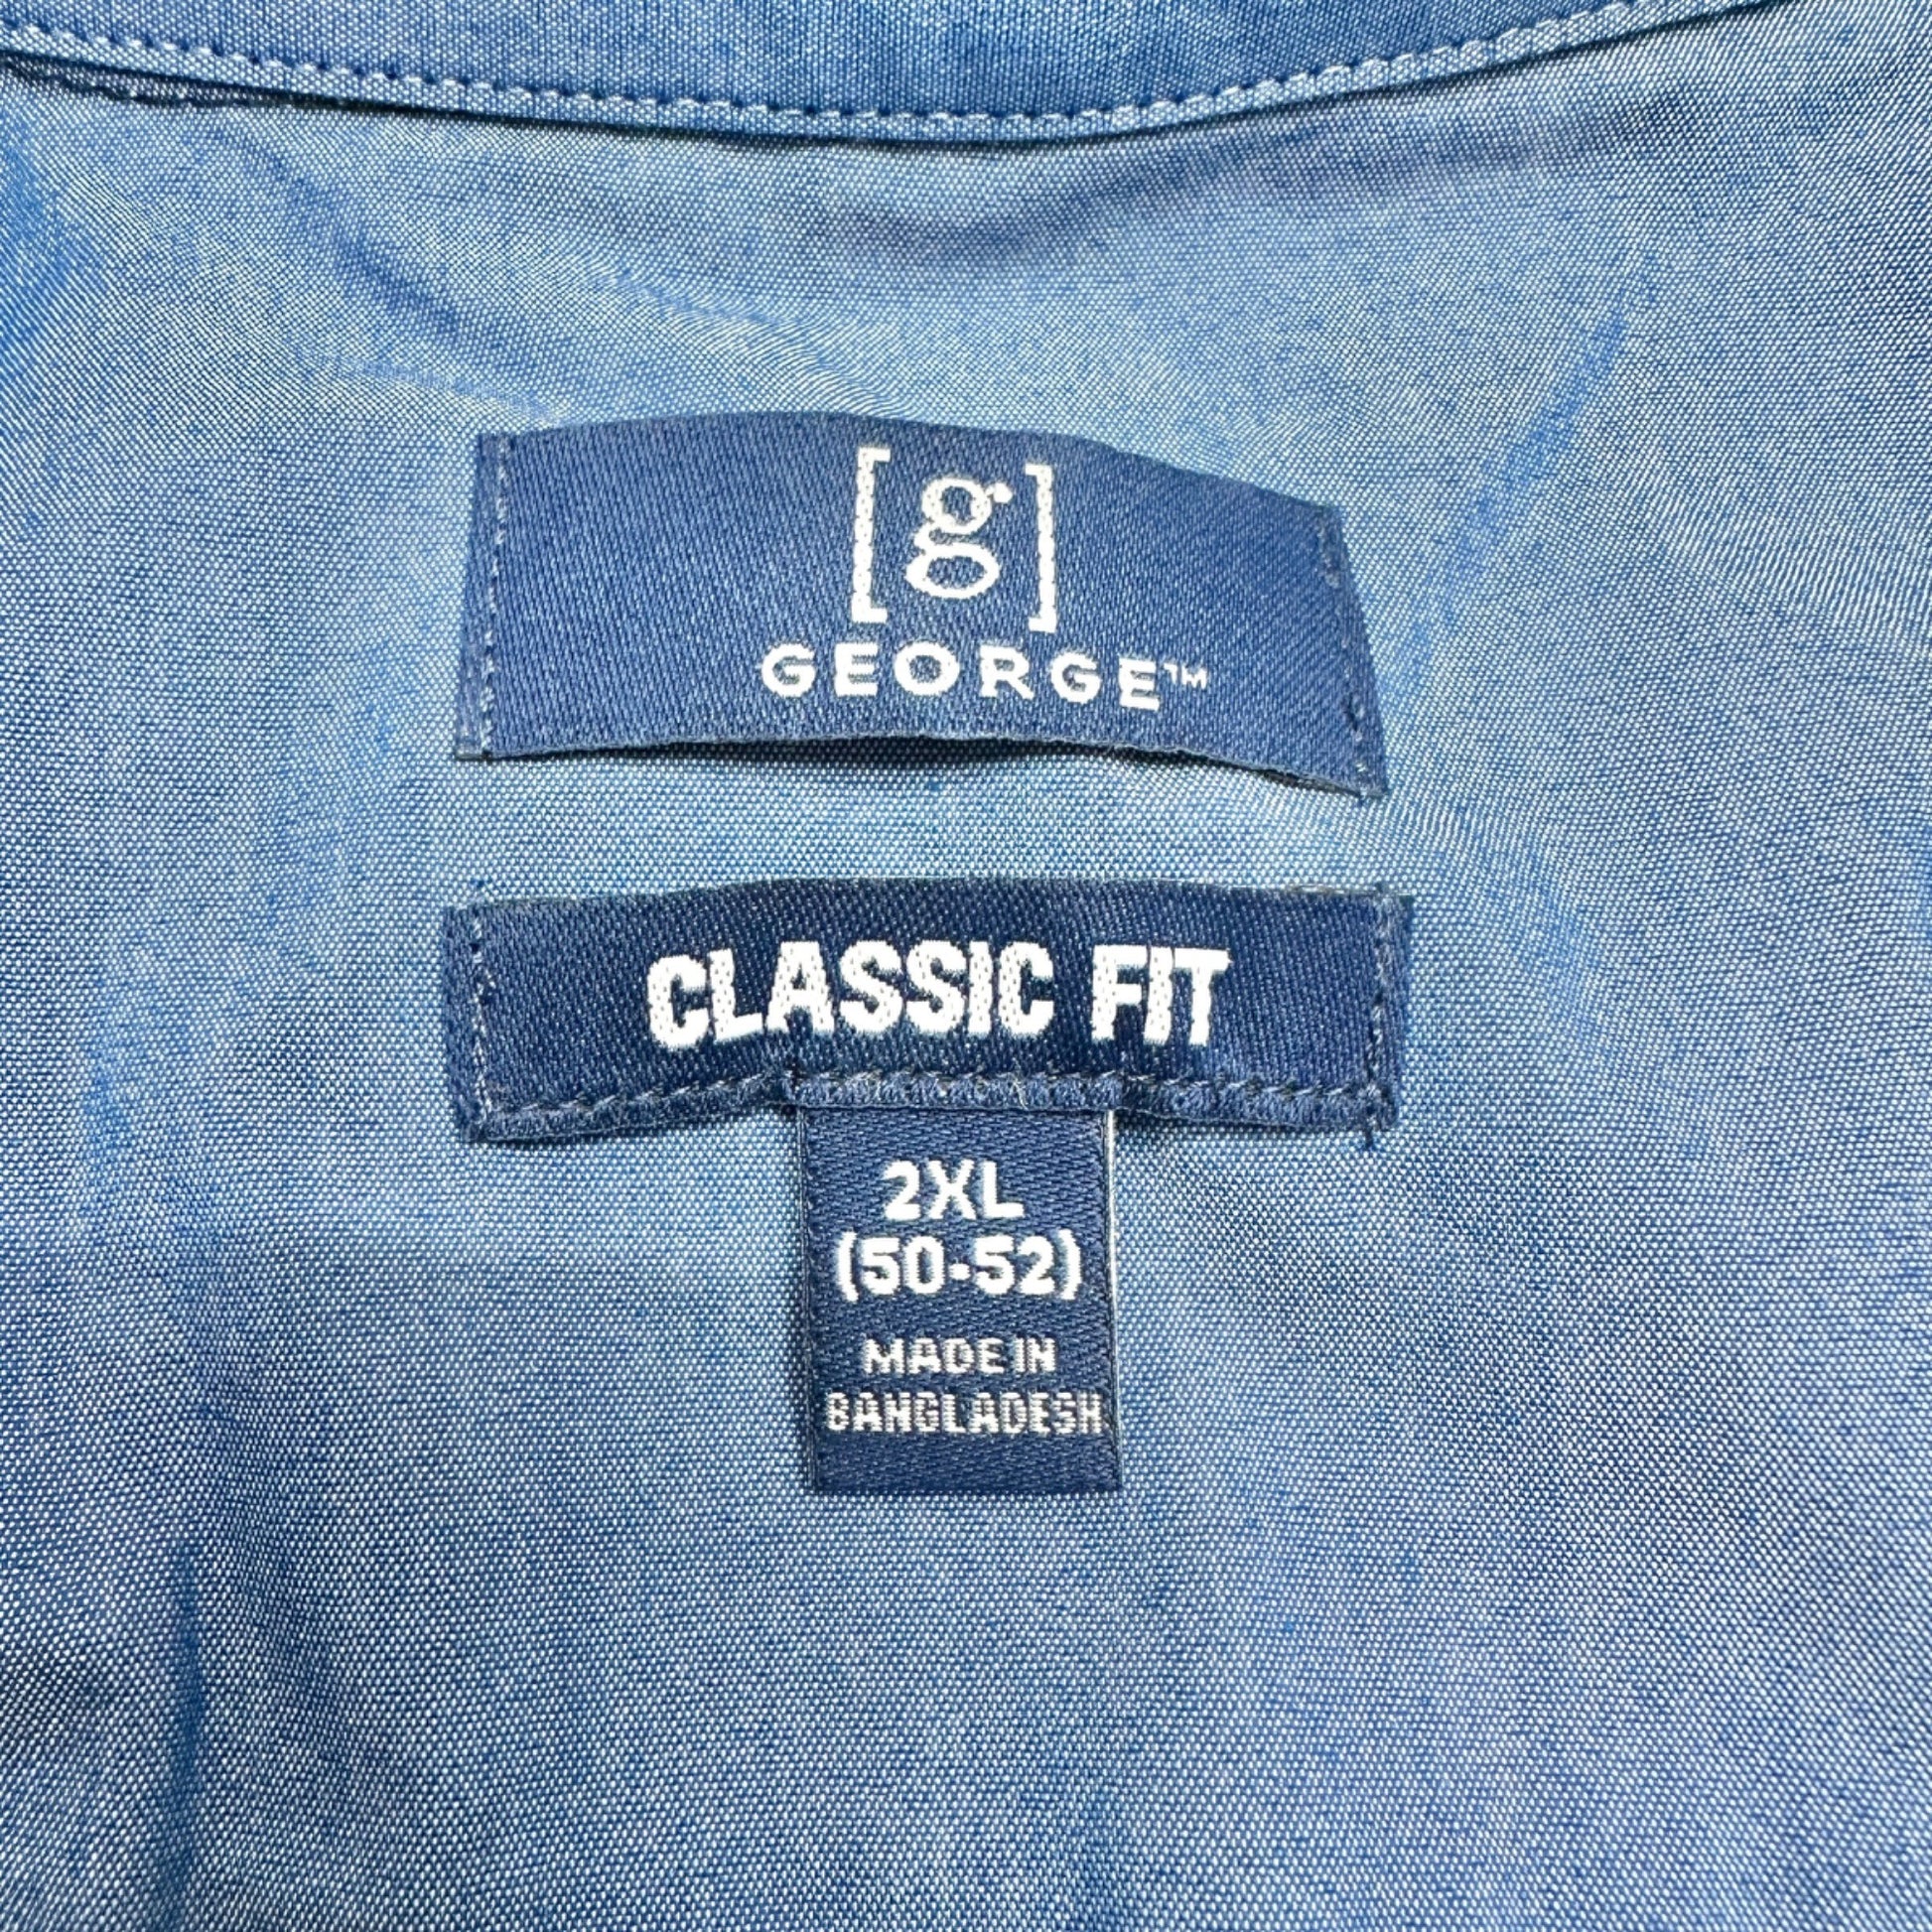 [g]
GEORGE™
CLASSIC FIT
2XL
(50-52)
MADE IN
BANGLADESH